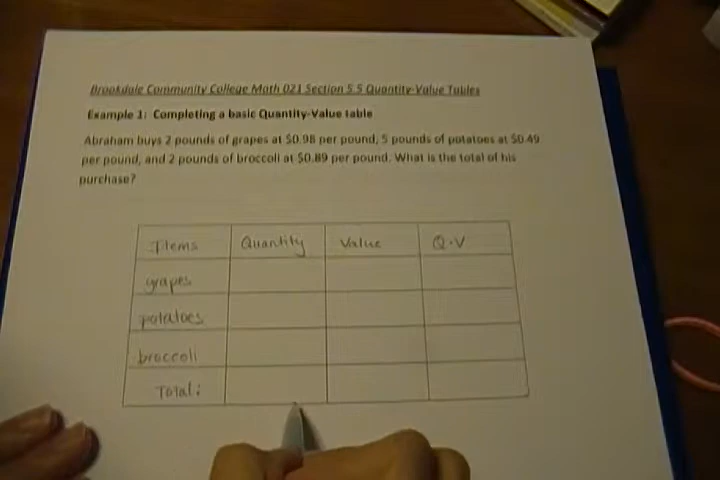 Brookdale Community College Math 021 Section 5.5 Quantity-Value Tables
Example 1: Completing a basic Quantity-Value table
Abraham buys 2 pounds of grapes at $0.98 per pound, 5 pounds of potatoes at $0.49
per pound, and 2 pounds of broccoli at $0.89 per pound. What is the total of his
purchase?
Items Quantity Value Q·V
grapes
potatoes
broccoli
Total: